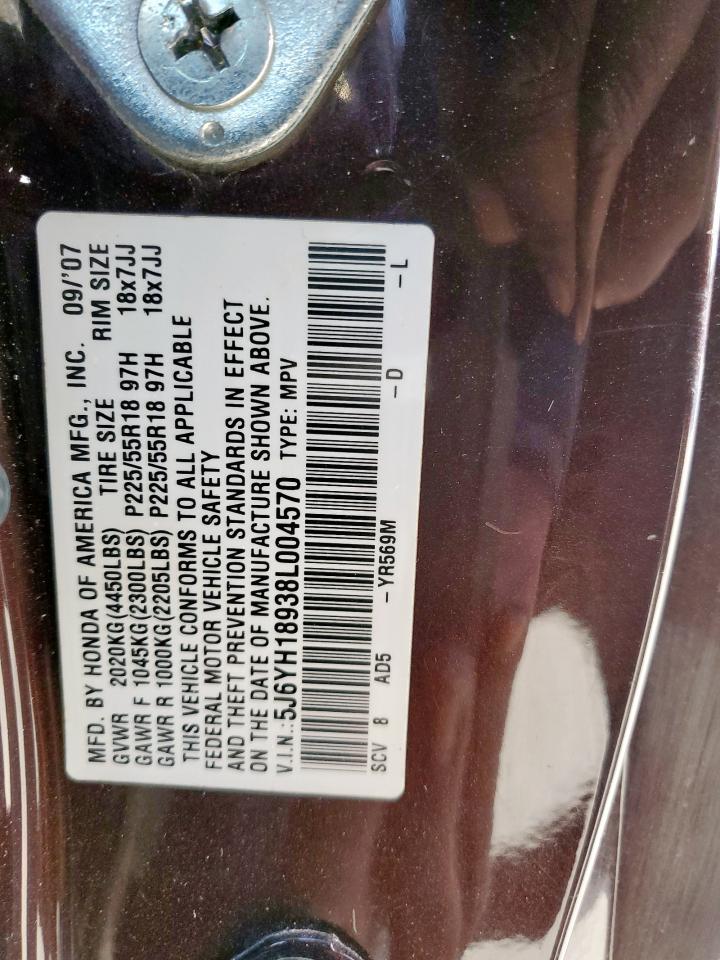 MFD. BY HONDA OF AMERICA MFG., INC. 09/'07
GVWR 2020KG(4450LBS) TIRE SIZE RIM SIZE
GAWR F 1045KG(2300LBS) P225/55R18 97H 18x7JJ
GAWR R 1000KG(2205LBS) P225/55R18 97H 18x7JJ
THIS VEHICLE CONFORMS TO ALL APPLICABLE
FEDERAL MOTOR VEHICLE SAFETY
AND THEFT PREVENTION STANDARDS IN EFFECT
ON THE DATE OF MANUFACTURE SHOWN ABOVE.
V.I.N.:5J6YH18938L004570 TYPE: MPV
SCV 8 AD5 –YR569M –D –L